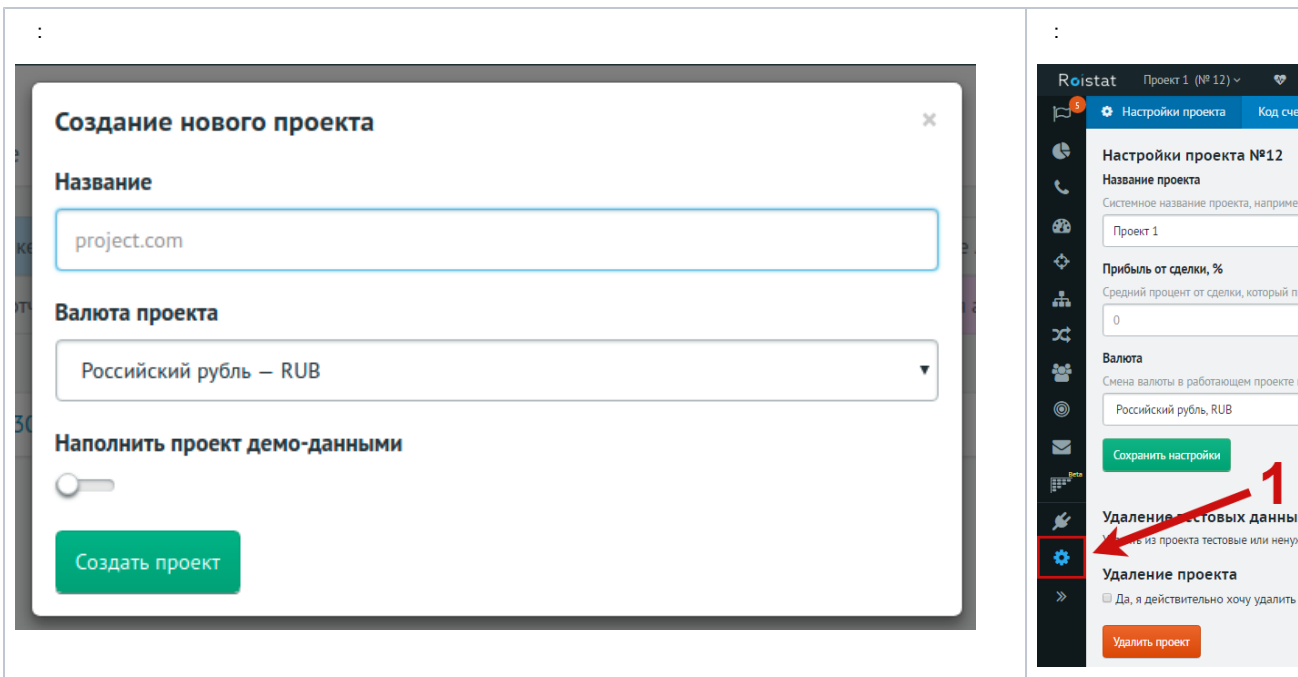 :
Создание нового проекта
×
Название
project.com
Валюта проекта
Российский рубль — RUB
Наполнить проект демо-данными
Создать проект
:
Roistat Проект 1 (№ 12)
5
Настройки проекта Код сче
Настройки проекта №12
Название проекта
Системное название проекта, наприме
Проект 1
Прибыль от сделки, %
Средний процент от сделки, который п
0
Валюта
Смена валюты в работающем проекте
Российский рубль, RUB
Сохранить настройки
Beta
1
Удаление тестовых данны
из проекта тестовые или ненуж
Удаление проекта
Да, я действительно хочу удалить
Удалить проект